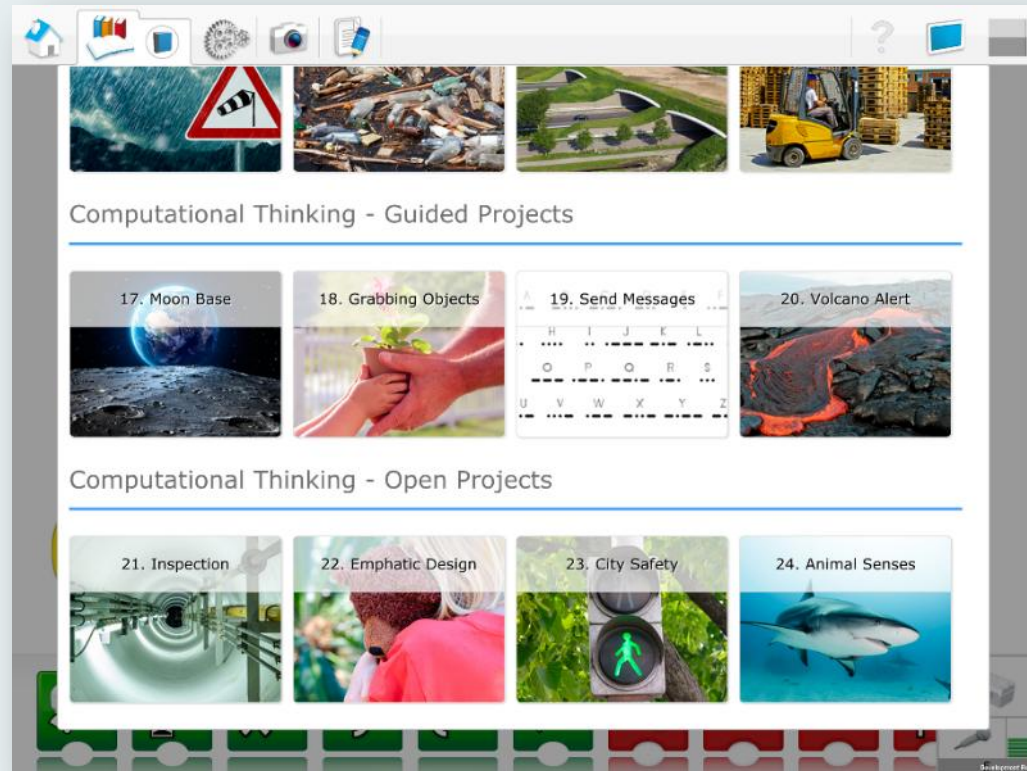 Computational Thinking - Guided Projects
17. Moon Base
18. Grabbing Objects
19. Send Messages
20. Volcano Alert
H I J K L
O P Q R S
U V W X Y Z
Computational Thinking - Open Projects
21. Inspection
22. Emphatic Design
23. City Safety
24. Animal Senses